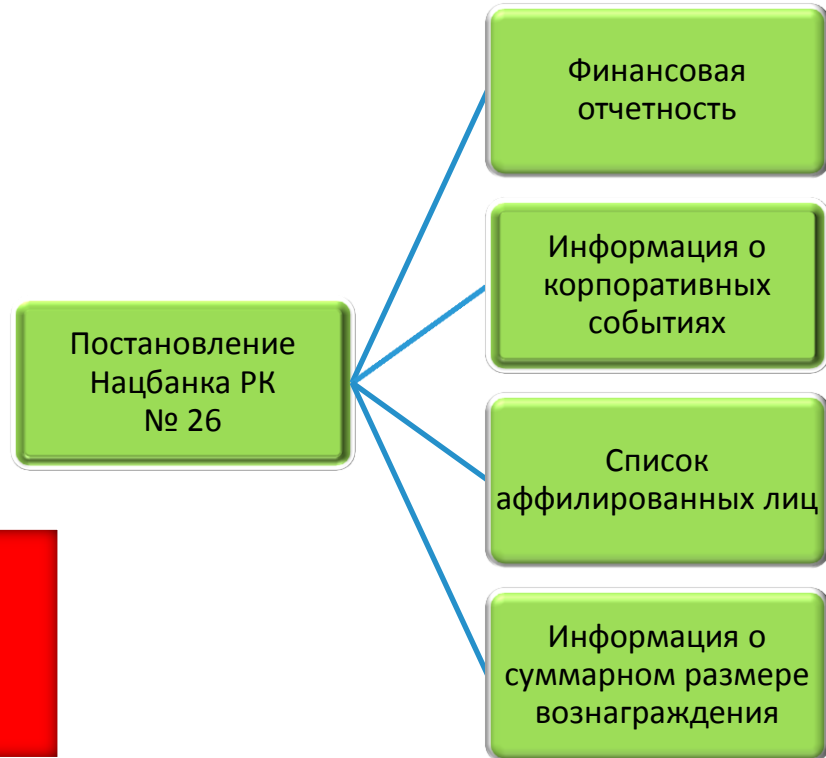 Постановление
Нацбанка РК
№ 26
Финансовая
отчетность
Информация о
корпоративных
событиях
Список
аффилированных лиц
Информация о
суммарном размере
вознаграждения